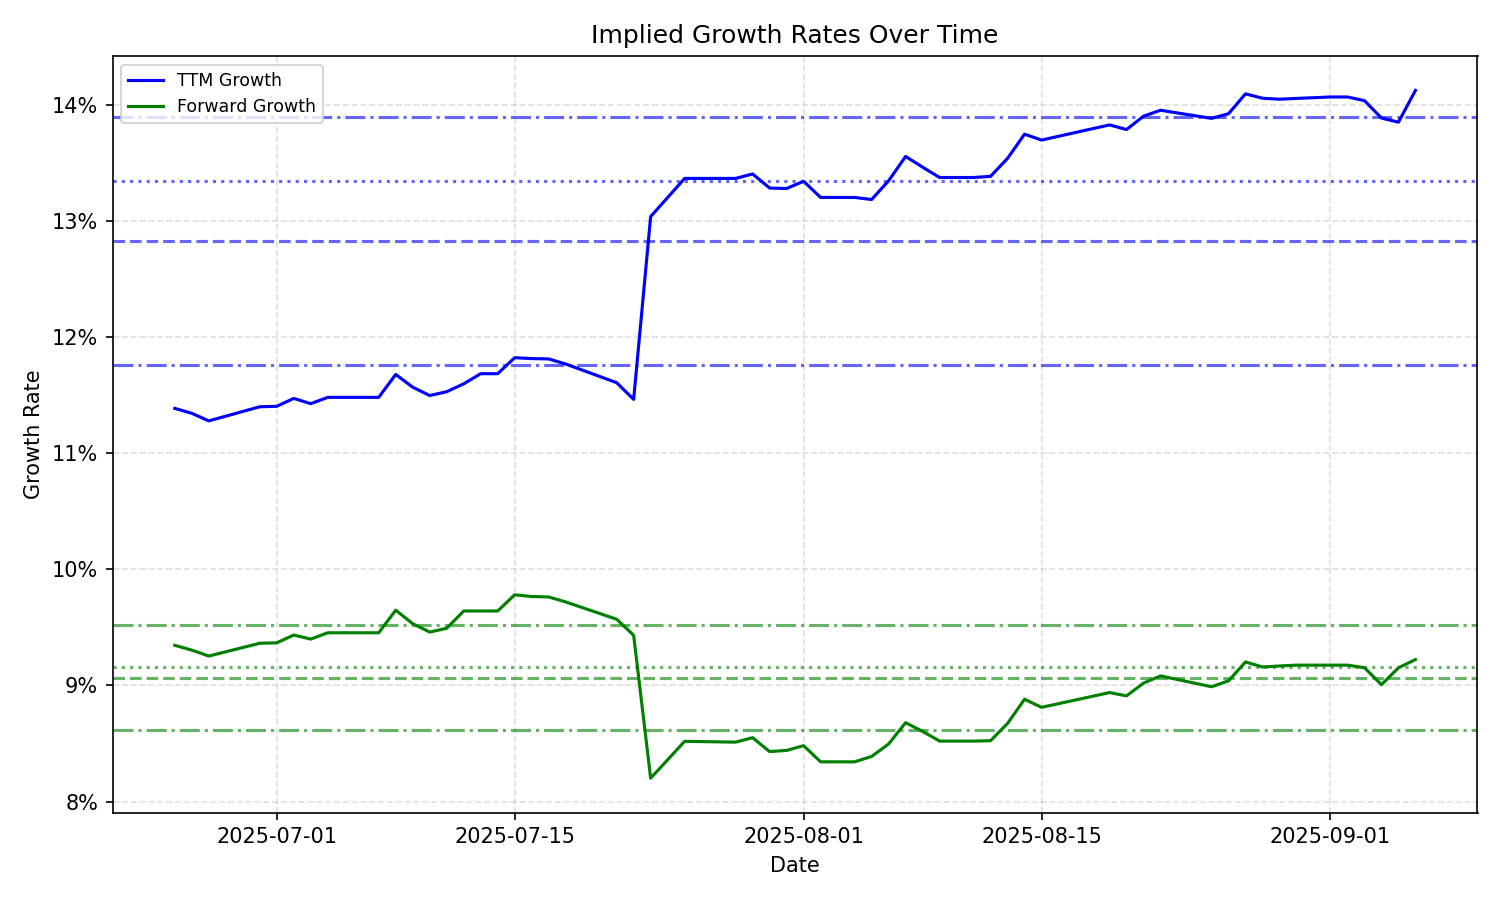 Implied Growth Rates Over Time
TTM Growth
Forward Growth
Growth Rate
14%
13%
12%
11%
10%
9%
8%
2025-07-01
2025-07-15
2025-08-01
2025-08-15
2025-09-01
Date